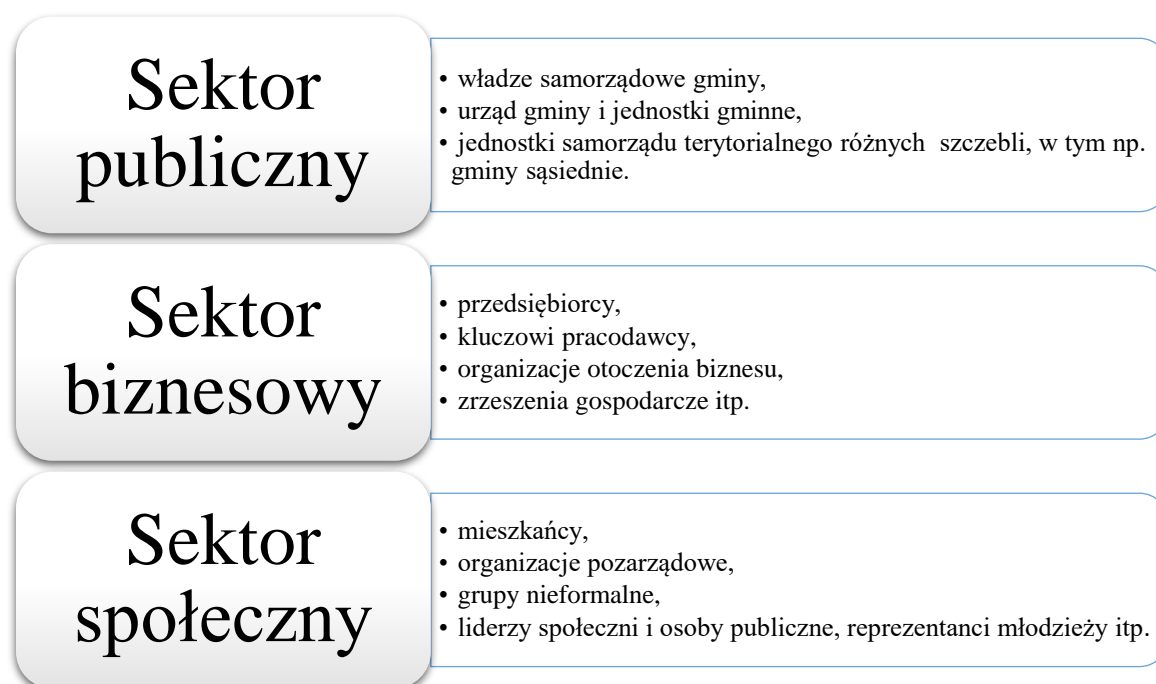 Sektor
publiczny
• władze samorządowe gminy,
• urząd gminy i jednostki gminne,
• jednostki samorządu terytorialnego różnych szczebli, w tym np.
gminy sąsiednie.
Sektor
biznesowy
• przedsiębiorcy,
• kluczowi pracodawcy,
• organizacje otoczenia biznesu,
• zrzeszenia gospodarcze itp.
Sektor
społeczny
• mieszkańcy,
• organizacje pozarządowe,
• grupy nieformalne,
• liderzy społeczni i osoby publiczne, reprezentanci młodzieży itp.